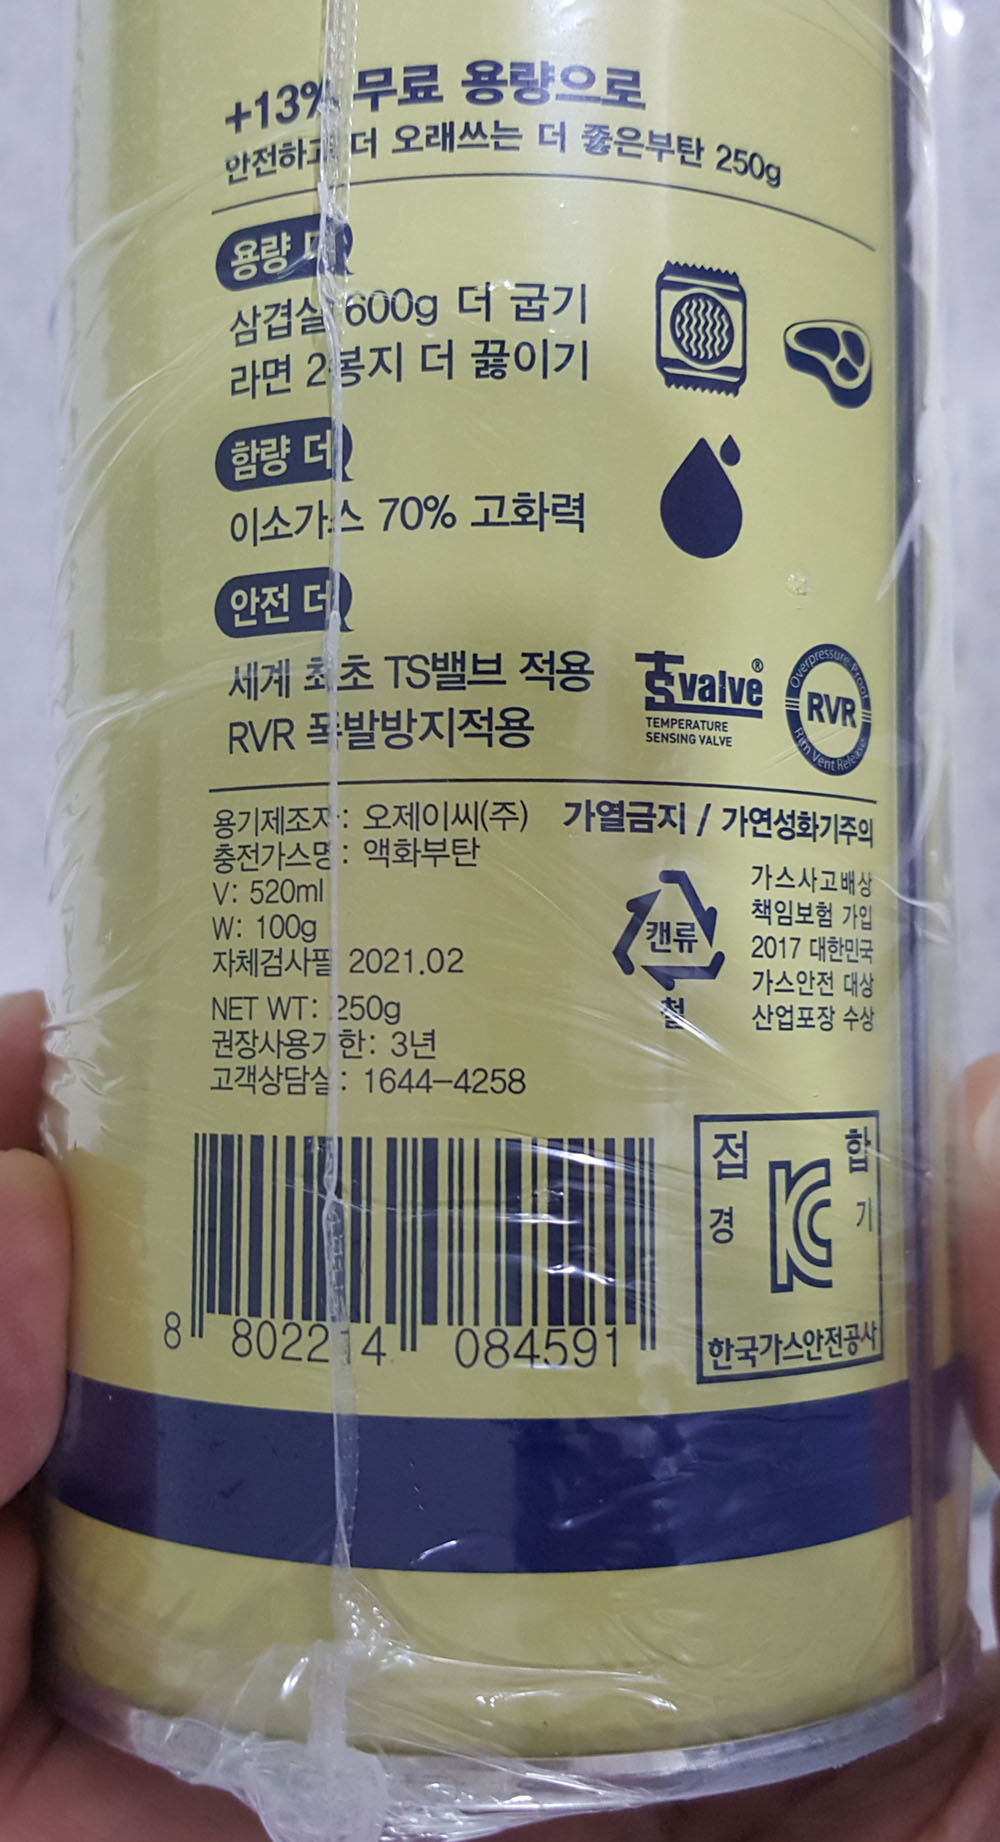 +13% 무료 용량으로
안전하고 더 오래쓰는 더 좋은부탄 250g
용량 더
삼겹살 600g 더 굽기
라면 2봉지 더 끓이기
함량 더
이소가스 70% 고화력
안전 더
세계 최초 TS밸브 적용
RVR 폭발방지적용
TS valve®
TEMPERATURE
SENSING VALVE
Overpressure Proof
RVR
Rim Vent Release
용기제조자: 오제이씨(주)
충전가스명: 액화부탄
V: 520ml
W: 100g
자체검사필 2021.02
NET WT: 250g
권장사용기한: 3년
고객상담실: 1644-4258
가열금지 / 가연성화기주의
캔류
철
가스사고배상
책임보험 가입
2017 대한민국
가스안전 대상
산업포장 수상
8 802214 084591
접합
경기
KC
한국가스안전공사